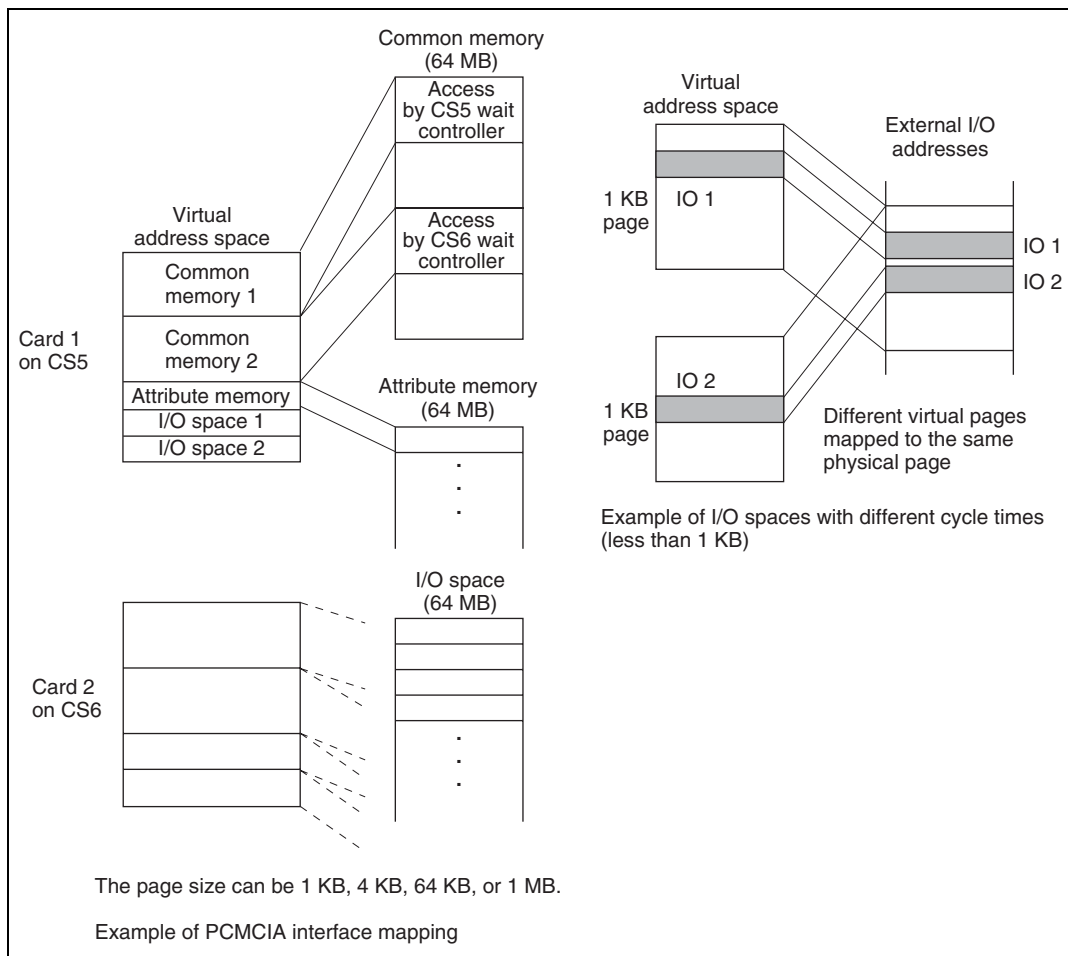 Common memory
(64 MB)
Access
by CS5 wait
controller
Access
by CS6 wait
controller
Virtual
address space
Common
memory 1
Common
memory 2
Attribute memory
I/O space 1
I/O space 2
Card 1
on CS5
Attribute memory
(64 MB)
I/O space
(64 MB)
Card 2
on CS6
The page size can be 1 KB, 4 KB, 64 KB, or 1 MB.
Example of PCMCIA interface mapping
Virtual
address space
External I/O
addresses
1 KB
page
IO 1
IO 1
IO 2
IO 2
1 KB
page
Different virtual pages
mapped to the same
physical page
Example of I/O spaces with different cycle times
(less than 1 KB)